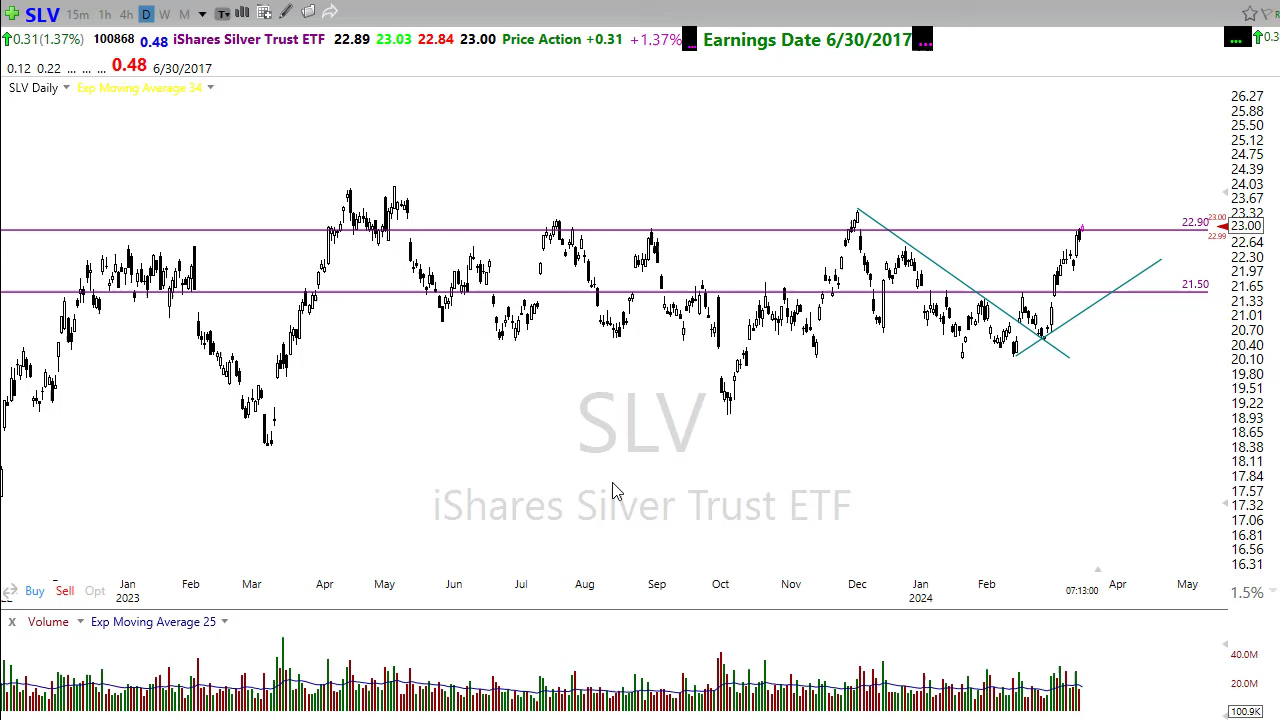 SLV 15m 1h 4h D W M T
0.31(1.37%) 100868 0.48 iShares Silver Trust ETF 22.89 23.03 22.84 23.00 Price Action +0.31 +1.37% ... Earnings Date 6/30/2017 ... ... 0.3
0.12 0.22 ... ... ... 0.48 6/30/2017
SLV Daily Exp Moving Average 34
26.27
25.88
25.50
25.12
24.75
24.39
24.03
23.67
23.32
22.90 23.00 23.00
22.99
22.64
22.30
21.97
21.50 21.65
21.33
21.01
20.70
20.40
20.10
19.80
19.51
19.22
18.93
18.65
18.38
18.11
17.84
17.57
17.32
17.06
16.81
16.56
16.31
SLV
iShares Silver Trust ETF
Jan Feb Mar Apr May Jun Jul Aug Sep Oct Nov Dec Jan Feb Apr May
2023 2024 07:13:00
Buy Sell Opt 1.5%
X Volume Exp Moving Average 25
40.0M
20.0M
100.9K